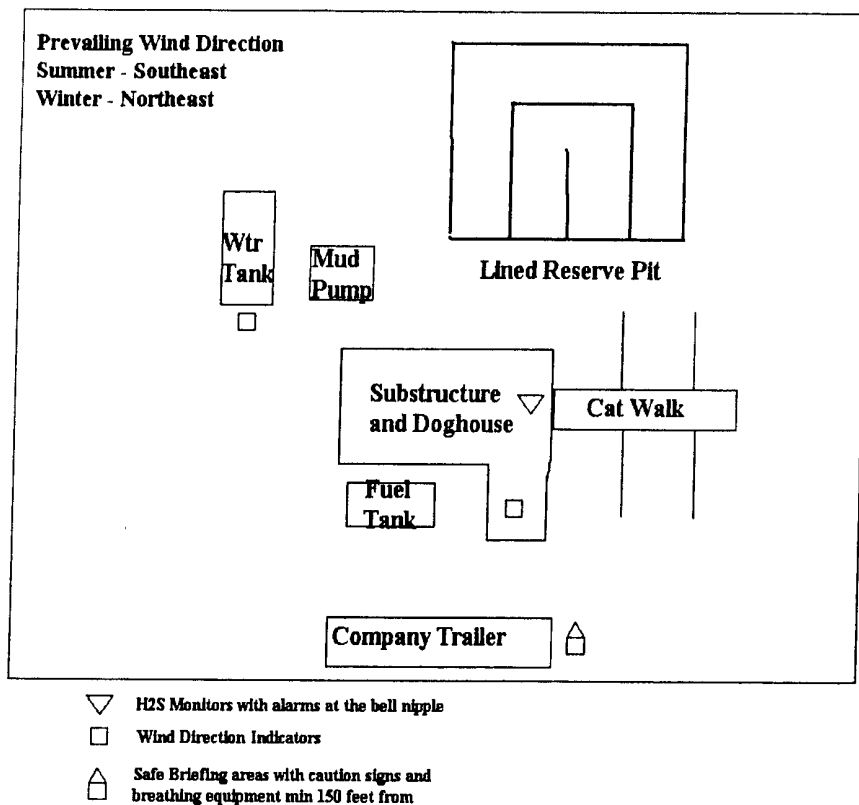 Prevailing Wind Direction
Summer - Southeast
Winter - Northeast
Wtr
Tank
Mud
Pump
Lined Reserve Pit
Substructure
and Doghouse
Cat Walk
Fuel
Tank
Company Trailer
H2S Monitors with alarms at the bell nipple
Wind Direction Indicators
Safe Briefing areas with caution signs and
breathing equipment min 150 feet from